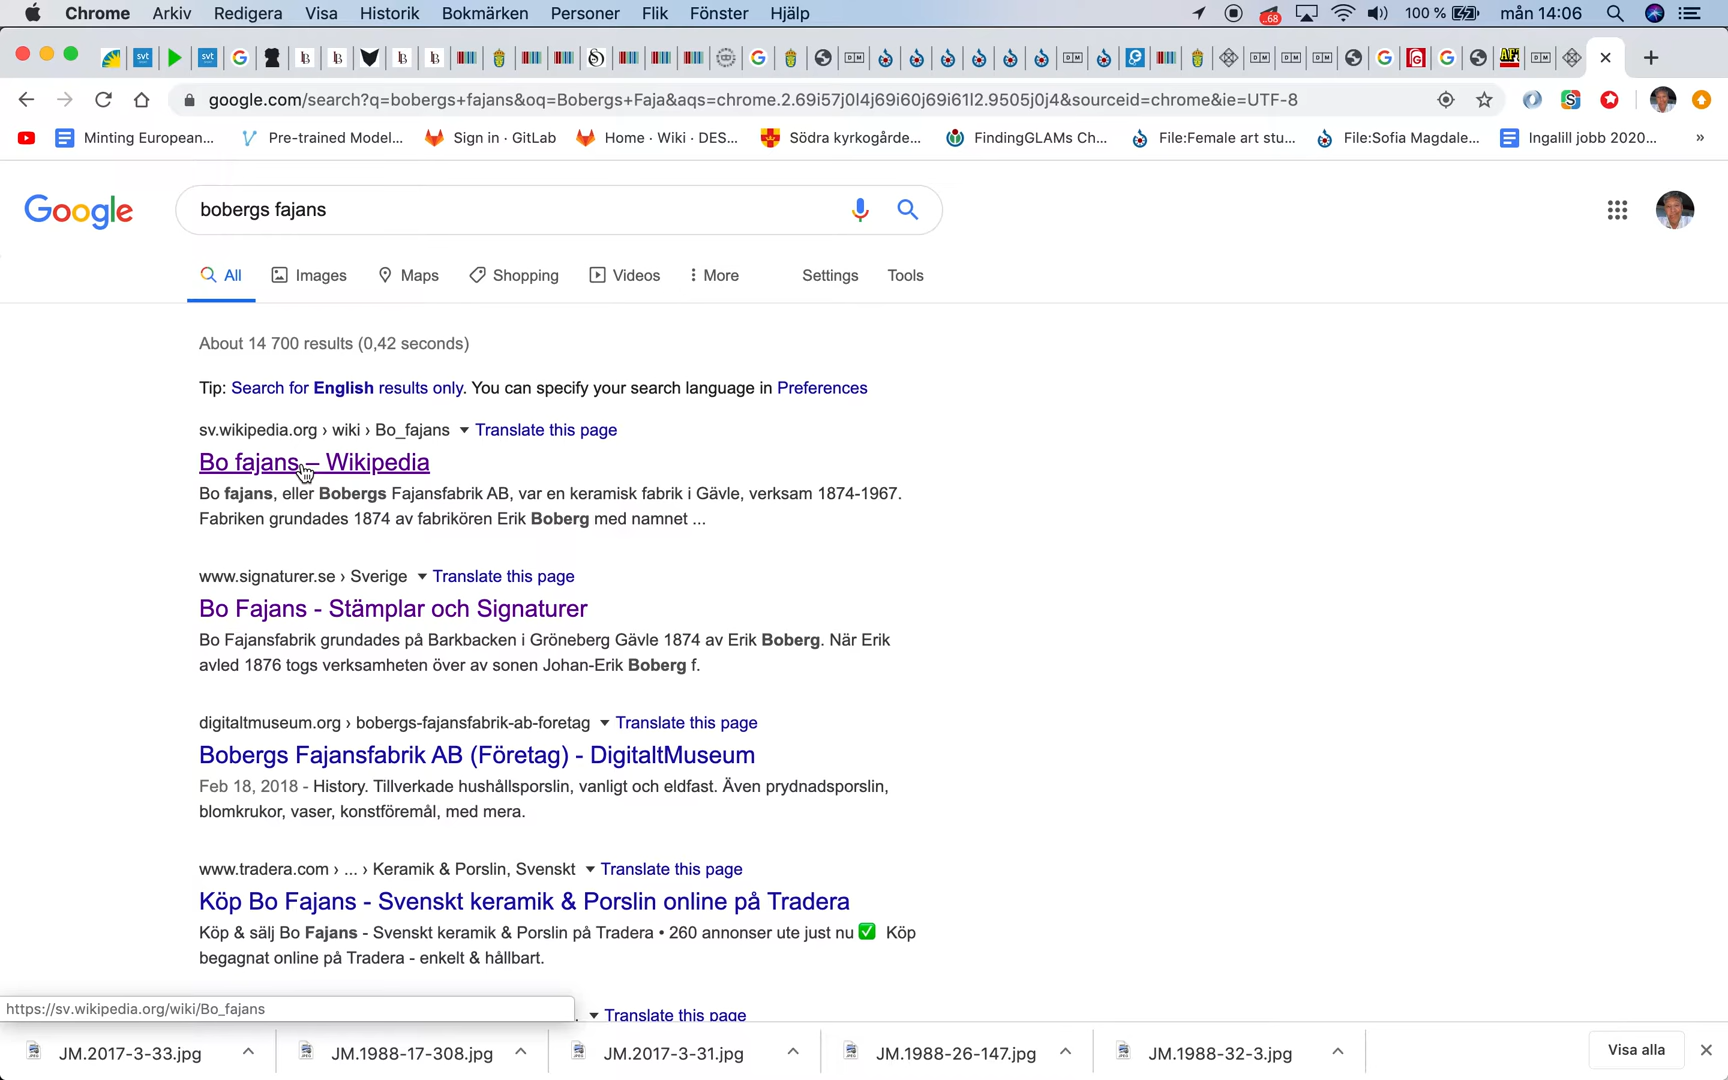 Chrome Arkiv Redigera Visa Historik Bokmärken Personer Flik Fönster Hjälp 68 100 % mån 14:06
google.com/search?q=bobergs+fajans&oq=Bobergs+Faja&aqs=chrome.2.69i57j0l4j69i60j69i61l2.9505j0j4&sourceid=chrome&ie=UTF-8
Minting European... Pre-trained Model... Sign in · GitLab Home · Wiki · DES... Södra kyrkogårde... FindingGLAMs Ch... File:Female art stu... File:Sofia Magdale... Ingalill jobb 2020... »
Google bobergs fajans
All Images Maps Shopping Videos More Settings Tools
About 14 700 results (0,42 seconds)
Tip: Search for English results only. You can specify your search language in Preferences
sv.wikipedia.org › wiki › Bo_fajans Translate this page
Bo fajans – Wikipedia
Bo fajans, eller Bobergs Fajansfabrik AB, var en keramisk fabrik i Gävle, verksam 1874-1967.
Fabriken grundades 1874 av fabrikören Erik Boberg med namnet ...
www.signaturer.se › Sverige Translate this page
Bo Fajans - Stämplar och Signaturer
Bo Fajansfabrik grundades på Barkbacken i Gröneberg Gävle 1874 av Erik Boberg. När Erik
avled 1876 togs verksamheten över av sonen Johan-Erik Boberg f.
digitaltmuseum.org › bobergs-fajansfabrik-ab-foretag Translate this page
Bobergs Fajansfabrik AB (Företag) - DigitaltMuseum
Feb 18, 2018 - History. Tillverkade hushållsporslin, vanligt och eldfast. Även prydnadsporslin,
blomkrukor, vaser, konstföremål, med mera.
www.tradera.com › ... › Keramik & Porslin, Svenskt Translate this page
Köp Bo Fajans - Svenskt keramik & Porslin online på Tradera
Köp & sälj Bo Fajans - Svenskt keramik & Porslin på Tradera • 260 annonser ute just nu ✅ Köp
begagnat online på Tradera - enkelt & hållbart.
https://sv.wikipedia.org/wiki/Bo_fajans Translate this page
JM.2017-3-33.jpg JM.1988-17-308.jpg JM.2017-3-31.jpg JM.1988-26-147.jpg JM.1988-32-3.jpg Visa alla